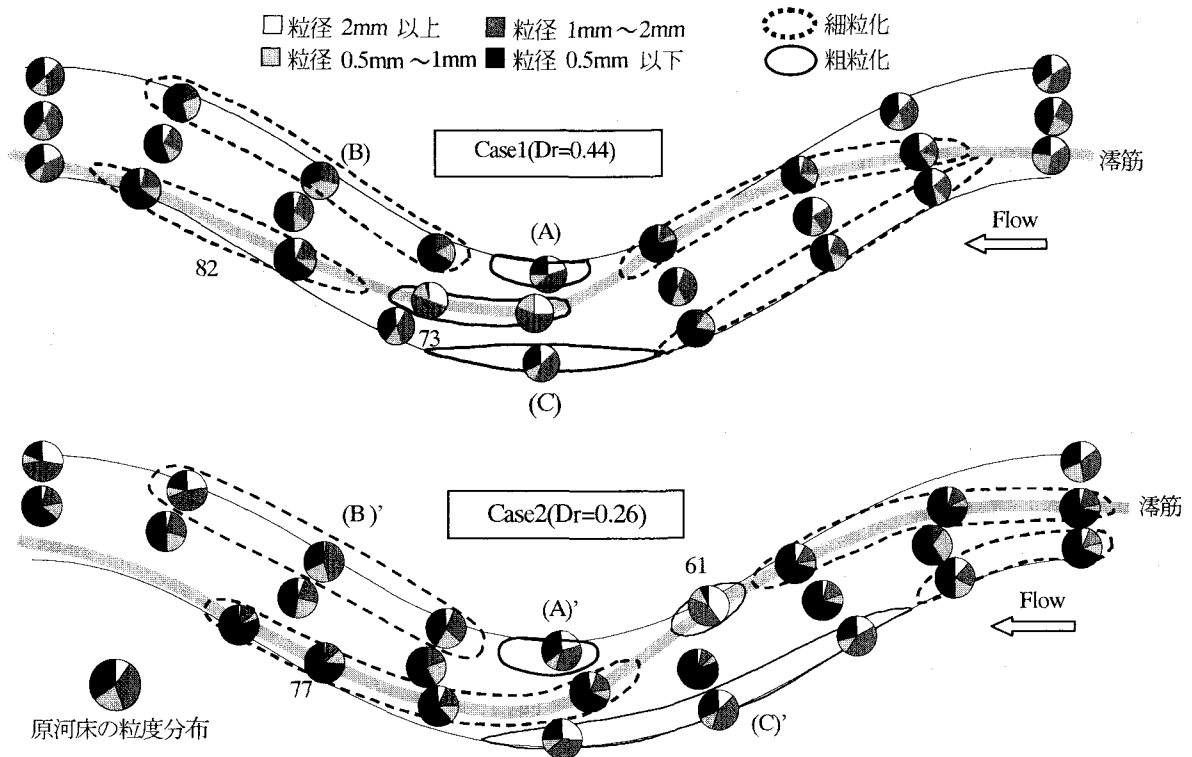 粒径 2mm 以上
粒径 1mm～2mm
細粒化
粒径 0.5mm～1mm
粒径 0.5mm 以下
粗粒化
Case1(Dr=0.44)
(B)
(A)
澪筋
Flow
82
73
(C)
Case2(Dr=0.26)
(B)'
澪筋
61
(A)'
Flow
77
(C)'
原河床の粒度分布